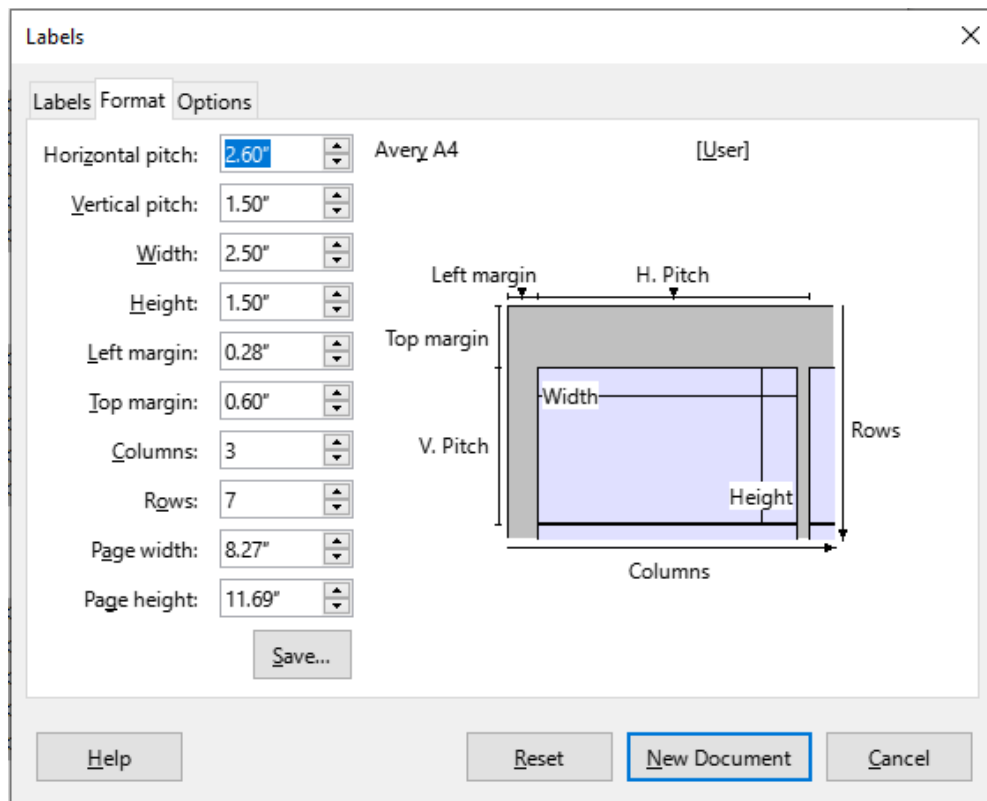 Labels
Labels Format Options
Horizontal pitch: 2.60" Avery A4 [User]
Vertical pitch: 1.50"
Width: 2.50"
Height: 1.50"
Left margin: 0.28"
Top margin: 0.60"
Columns: 3
Rows: 7
Page width: 8.27"
Page height: 11.69"
Save...
Left margin H. Pitch
Top margin
Width
V. Pitch
Rows
Height
Columns
Help Reset New Document Cancel